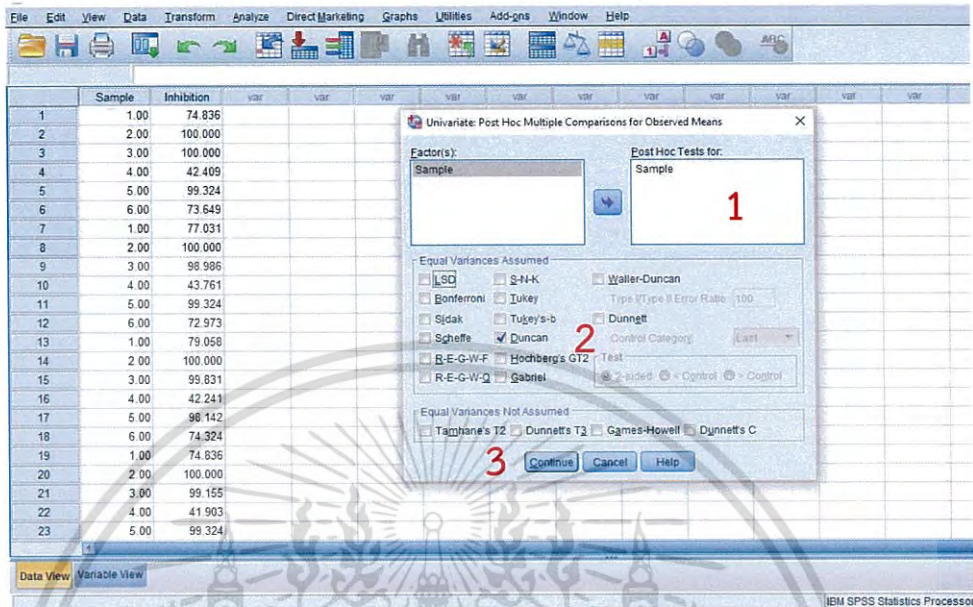 File Edit View Data Transform Analyze Direct Marketing Graphs Utilities Add-ons Window Help
Sample Inhibition var var var var var var var var var var var
1 1.00 74.836
2 2.00 100.000
3 3.00 100.000
4 4.00 42.409
5 5.00 99.324
6 6.00 73.649
7 1.00 77.031
8 2.00 100.000
9 3.00 98.986
10 4.00 43.761
11 5.00 99.324
12 6.00 72.973
13 1.00 79.058
14 2.00 100.000
15 3.00 99.831
16 4.00 42.241
17 5.00 98.142
18 6.00 74.324
19 1.00 74.836
20 2.00 100.000
21 3.00 99.155
22 4.00 41.903
23 5.00 99.324
Univariate: Post Hoc Multiple Comparisons for Observed Means
Factor(s): Post Hoc Tests for:
Sample Sample
1
Equal Variances Assumed
LSD S-N-K Waller-Duncan
Bonferroni Tukey Type I/Type II Error Ratio: 100
Sidak Tukey's-b Dunnett
Scheffe Duncan 2 Control Category: Last
R-E-G-W-F Hochberg's GT2 Test
R-E-G-W-Q Gabriel 2-sided < Control > Control
Equal Variances Not Assumed
Tamhane's T2 Dunnett's T3 Games-Howell Dunnett's C
3 Continue Cancel Help
Data View Variable View
IBM SPSS Statistics Processor